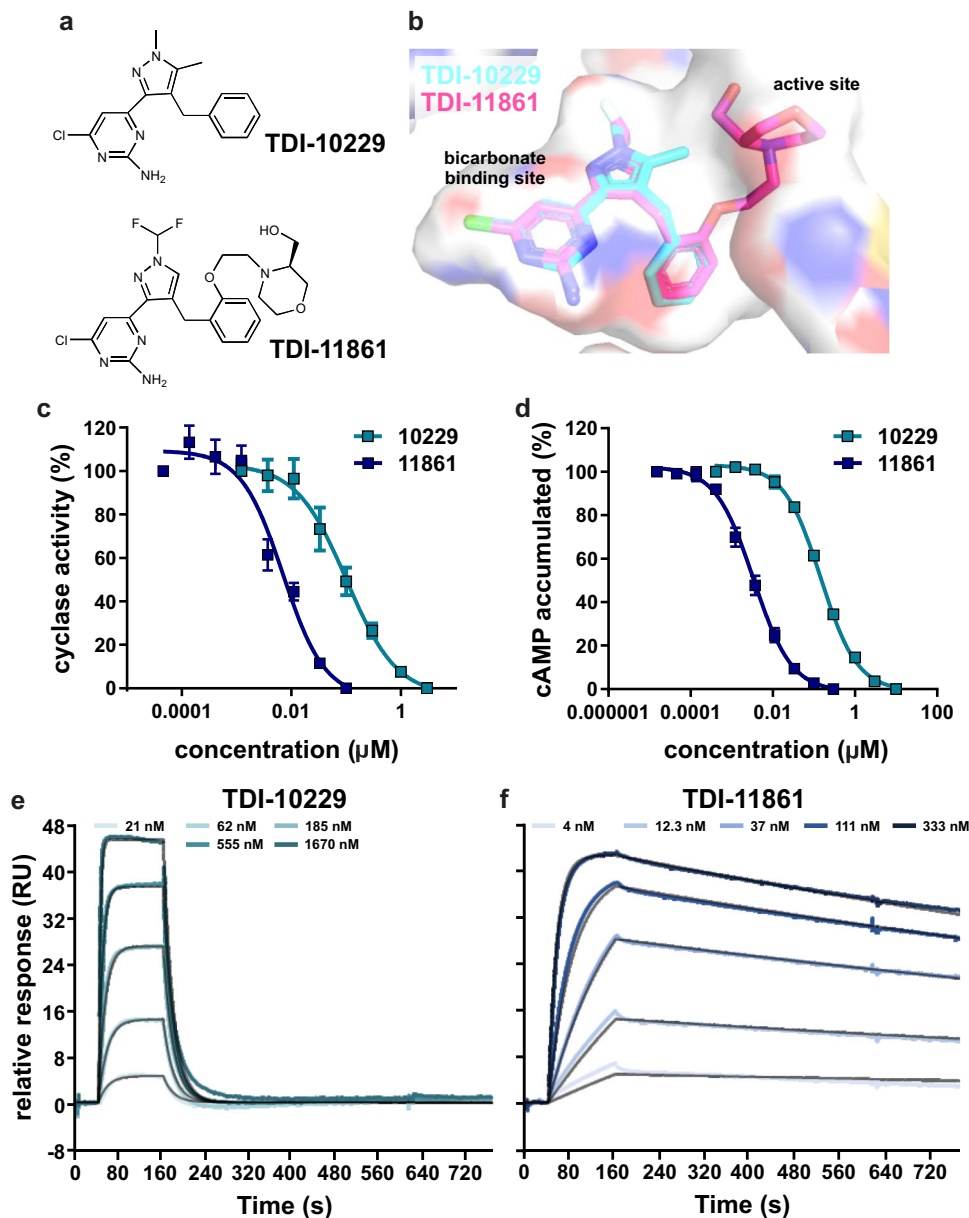 a
N
N
Cl
N
N
NH₂
TDI-10229
F
F
N
N
HO
N
O
O
Cl
N
N
NH₂
TDI-11861
b
TDI-10229
TDI-11861
active site
bicarbonate
binding site
c
10229
11861
120
100
80
60
40
20
0
0.0001
0.01
1
cyclase activity (%)
concentration (µM)
d
10229
11861
120
100
80
60
40
20
0
0.000001
0.0001
0.01
1
100
cAMP accumulated (%)
concentration (µM)
e
TDI-10229
21 nM
62 nM
185 nM
555 nM
1670 nM
48
40
32
24
16
8
0
-8
relative response (RU)
0
80
160
240
320
400
480
560
640
720
Time (s)
f
TDI-11861
4 nM
12.3 nM
37 nM
111 nM
333 nM
0
80
160
240
320
400
480
560
640
720
Time (s)